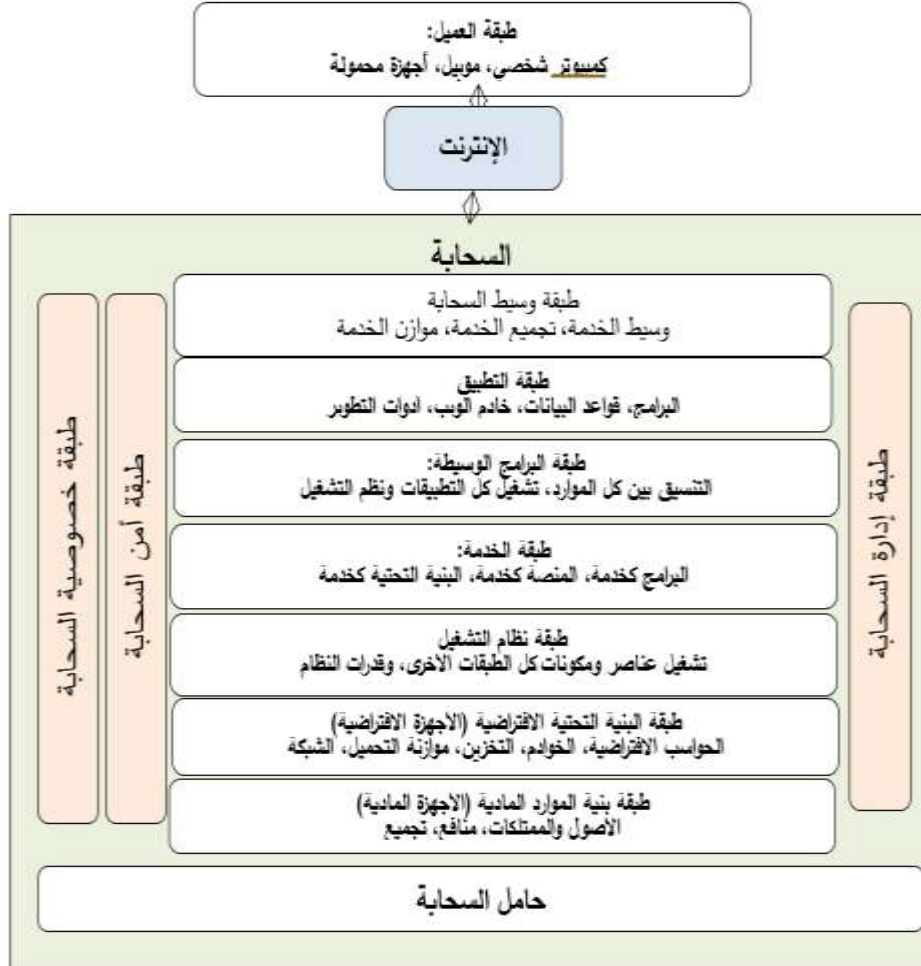 طبقة العميل:
كمبيوتر شخصي، موبيل، أجهزة محمولة
الإنترنت
السحابة
طبقة وسيط السحابة
وسيط الخدمة، تجميع الخدمة، موازن الخدمة
طبقة التطبيق
البرامج، قواعد البيانات، خادم الويب، أدوات التطوير
طبقة البرامج الوسيطة:
التنسيق بين كل الموارد، تشغيل كل التطبيقات ونظم التشغيل
طبقة الخدمة:
البرامج كخدمة، المنصة كخدمة، البنية التحتية كخدمة
طبقة نظام التشغيل
تشغيل عناصر ومكونات كل الطبقات الأخرى، وقدرات النظام
طبقة البنية التحتية الافتراضية (الأجهزة الافتراضية)
الحواسب الافتراضية، الخوادم، التخزين، موازنة التحميل، الشبكة
طبقة بنية الموارد المادية (الأجهزة المادية)
الأصول والممتلكات، منافع، تجميع
طبقة إدارة السحابة
طبقة أمن السحابة
طبقة خصوصية السحابة
حامل السحابة